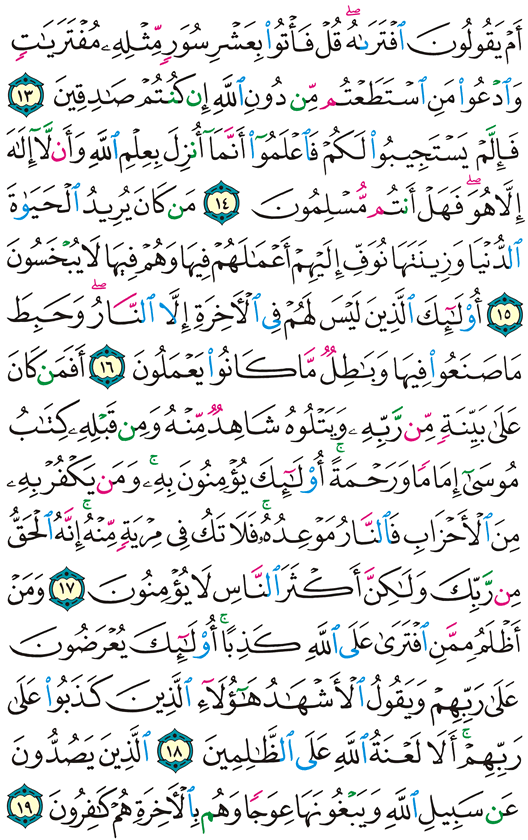 أَمْ يَقُولُونَ ٱفْتَرَىٰهُۖ قُلْ فَأْتُوا۟ بِعَشْرِ سُوَرٍ مِّثْلِهِۦ مُفْتَرَيَٰتٍ
وَٱدْعُوا۟ مَنِ ٱسْتَطَعْتُم مِّن دُونِ ٱللَّهِ إِن كُنتُمْ صَٰدِقِينَ ١٣
فَإِلَّمْ يَسْتَجِيبُوا۟ لَكُمْ فَٱعْلَمُوٓا۟ أَنَّمَآ أُنزِلَ بِعِلْمِ ٱللَّهِ وَأَن لَّآ إِلَٰهَ
إِلَّا هُوَۖ فَهَلْ أَنتُم مُّسْلِمُونَ ١٤ مَن كَانَ يُرِيدُ ٱلْحَيَوٰةَ
ٱلدُّنْيَا وَزِينَتَهَا نُوَفِّ إِلَيْهِمْ أَعْمَٰلَهُمْ فِيهَا وَهُمْ فِيهَا لَا يُبْخَسُونَ
١٥ أُو۟لَٰٓئِكَ ٱلَّذِينَ لَيْسَ لَهُمْ فِى ٱلْءَاخِرَةِ إِلَّا ٱلنَّارُۖ وَحَبِطَ
مَا صَنَعُوا۟ فِيهَا وَبَٰطِلٌ مَّا كَانُوا۟ يَعْمَلُونَ ١٦ أَفَمَن كَانَ
عَلَىٰ بَيِّنَةٍ مِّن رَّبِّهِۦ وَيَتْلُوهُ شَاهِدٌ مِّنْهُ وَمِن قَبْلِهِۦ كِتَٰبُ
مُوسَىٰٓ إِمَامًا وَرَحْمَةًۚ أُو۟لَٰٓئِكَ يُؤْمِنُونَ بِهِۦۚ وَمَن يَكْفُرْ بِهِۦ
مِنَ ٱلْأَحْزَابِ فَٱلنَّارُ مَوْعِدُهُۥۚ فَلَا تَكُ فِى مِرْيَةٍ مِّنْهُۚ إِنَّهُ ٱلْحَقُّ
مِن رَّبِّكَ وَلَٰكِنَّ أَكْثَرَ ٱلنَّاسِ لَا يُؤْمِنُونَ ١٧ وَمَنْ
أَظْلَمُ مِمَّنِ ٱفْتَرَىٰ عَلَى ٱللَّهِ كَذِبًاۚ أُو۟لَٰٓئِكَ يُعْرَضُونَ
عَلَىٰ رَبِّهِمْ وَيَقُولُ ٱلْأَشْهَٰدُ هَٰٓؤُلَآءِ ٱلَّذِينَ كَذَبُوا۟ عَلَىٰ
رَبِّهِمْۚ أَلَا لَعْنَةُ ٱللَّهِ عَلَى ٱلظَّٰلِمِينَ ١٨ ٱلَّذِينَ يَصُدُّونَ
عَن سَبِيلِ ٱللَّهِ وَيَبْغُونَهَا عِوَجًا وَهُم بِٱلْءَاخِرَةِ هُمْ كَٰفِرُونَ ١٩